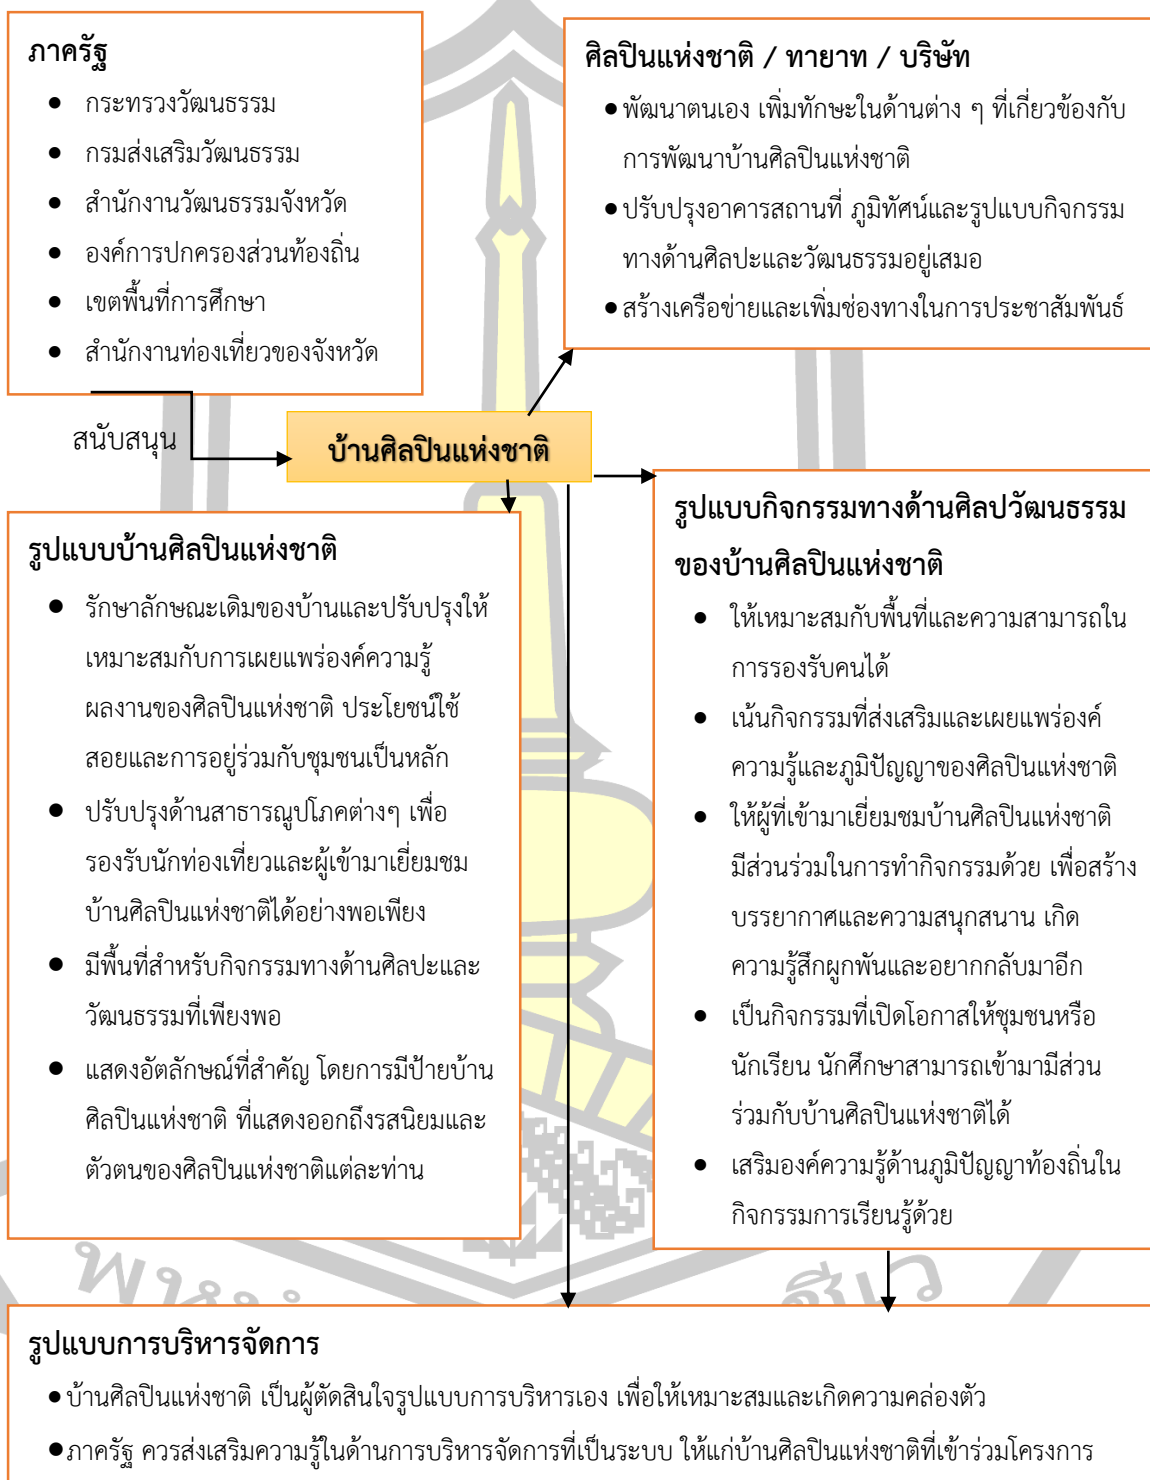 ภาครัฐ
● กระทรวงวัฒนธรรม
● กรมส่งเสริมวัฒนธรรม
● สำนักงานวัฒนธรรมจังหวัด
● องค์การปกครองส่วนท้องถิ่น
● เขตพื้นที่การศึกษา
● สำนักงานท่องเที่ยวของจังหวัด
ศิลปินแห่งชาติ / ทายาท / บริษัท
● พัฒนาตนเอง เพิ่มทักษะในด้านต่าง ๆ ที่เกี่ยวข้องกับ
การพัฒนาบ้านศิลปินแห่งชาติ
● ปรับปรุงอาคารสถานที่ ภูมิทัศน์และรูปแบบกิจกรรม
ทางด้านศิลปะและวัฒนธรรมอยู่เสมอ
● สร้างเครือข่ายและเพิ่มช่องทางในการประชาสัมพันธ์
สนับสนุน
บ้านศิลปินแห่งชาติ
รูปแบบบ้านศิลปินแห่งชาติ
● รักษาลักษณะเดิมของบ้านและปรับปรุงให้
เหมาะสมกับการเผยแพร่องค์ความรู้
ผลงานของศิลปินแห่งชาติ ประโยชน์ใช้
สอยและการอยู่ร่วมกับชุมชนเป็นหลัก
● ปรับปรุงด้านสาธารณูปโภคต่างๆ เพื่อ
รองรับนักท่องเที่ยวและผู้เข้ามาเยี่ยมชม
บ้านศิลปินแห่งชาติได้อย่างพอเพียง
● มีพื้นที่สำหรับกิจกรรมทางด้านศิลปะและ
วัฒนธรรมที่เพียงพอ
● แสดงอัตลักษณ์ที่สำคัญ โดยการมีป้ายบ้าน
ศิลปินแห่งชาติ ที่แสดงออกถึงรสนิยมและ
ตัวตนของศิลปินแห่งชาติแต่ละท่าน
รูปแบบกิจกรรมทางด้านศิลปวัฒนธรรม
ของบ้านศิลปินแห่งชาติ
● ให้เหมาะสมกับพื้นที่และความสามารถใน
การรองรับคนได้
● เน้นกิจกรรมที่ส่งเสริมและเผยแพร่องค์
ความรู้และภูมิปัญญาของศิลปินแห่งชาติ
● ให้ผู้ที่เข้ามาเยี่ยมชมบ้านศิลปินแห่งชาติ
มีส่วนร่วมในการทำกิจกรรมด้วย เพื่อสร้าง
บรรยากาศและความสนุกสนาน เกิด
ความรู้สึกผูกพันและอยากกลับมาอีก
● เป็นกิจกรรมที่เปิดโอกาสให้ชุมชนหรือ
นักเรียน นักศึกษาสามารถเข้ามามีส่วน
ร่วมกับบ้านศิลปินแห่งชาติได้
● เสริมองค์ความรู้ด้านภูมิปัญญาท้องถิ่นใน
กิจกรรมการเรียนรู้ด้วย
รูปแบบการบริหารจัดการ
● บ้านศิลปินแห่งชาติ เป็นผู้ตัดสินใจรูปแบบการบริหารเอง เพื่อให้เหมาะสมและเกิดความคล่องตัว
● ภาครัฐ ควรส่งเสริมความรู้ในด้านการบริหารจัดการที่เป็นระบบ ให้แก่บ้านศิลปินแห่งชาติที่เข้าร่วมโครงการ